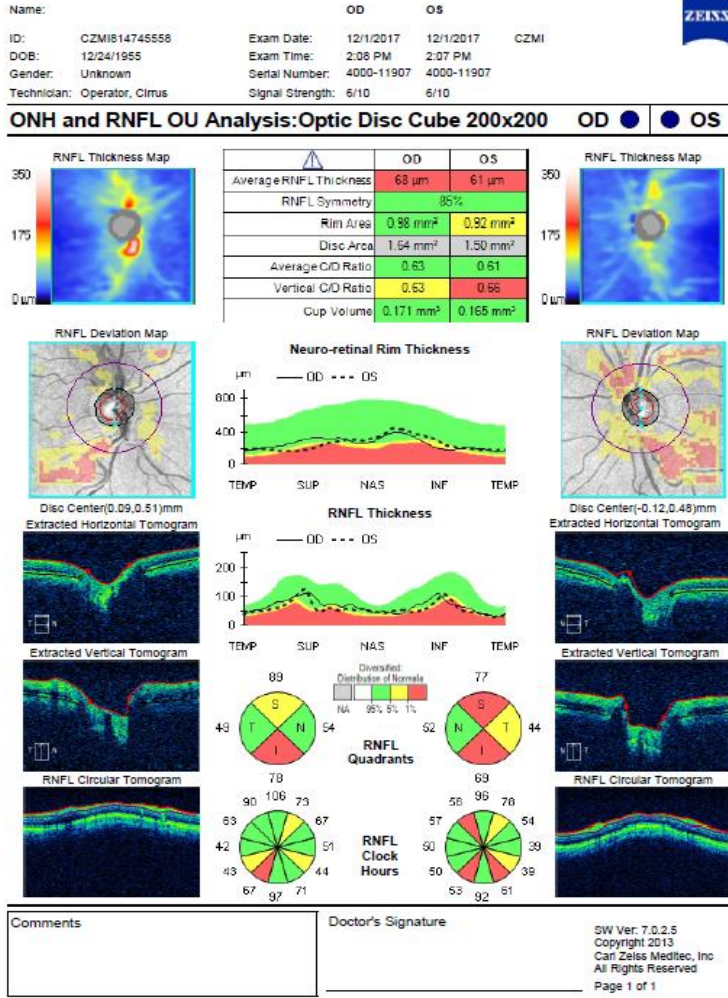 Name: OD OS
ZEISS
ID: CZMI814745558 Exam Date: 12/1/2017 12/1/2017 CZMI
DOB: 12/24/1955 Exam Time: 2:08 PM 2:07 PM
Gender: Unknown Serial Number: 4000-11907 4000-11907
Technician: Operator, Cirrus Signal Strength: 6/10 6/10
ONH and RNFL OU Analysis:Optic Disc Cube 200x200 OD OS
RNFL Thickness Map
350
175
0 µm
OD OS
Average RNFL Thickness 68 µm 61 µm
RNFL Symmetry 85%
Rim Area 0.98 mm² 0.92 mm²
Disc Area 1.64 mm² 1.50 mm²
Average C/D Ratio 0.63 0.61
Vertical C/D Ratio 0.63 0.66
Cup Volume 0.171 mm³ 0.165 mm³
RNFL Thickness Map
350
175
0 µm
RNFL Deviation Map
Disc Center(0.09,0.51)mm
Neuro-retinal Rim Thickness
µm OD OS
800
400
0
TEMP SUP NAS INF TEMP
RNFL Deviation Map
Disc Center(-0.12,0.48)mm
Extracted Horizontal Tomogram
T N
RNFL Thickness
µm OD OS
200
100
0
TEMP SUP NAS INF TEMP
Extracted Horizontal Tomogram
N T
Extracted Vertical Tomogram
T N
89
49 S T N I 54
78
Diversified:
Distribution of Normals
NA 95% 5% 1%
RNFL
Quadrants
77
52 S N T I 44
69
Extracted Vertical Tomogram
N T
RNFL Circular Tomogram
106
90 73
63 67
42 51
43 44
67 71
97
RNFL
Clock
Hours
96
58 78
57 54
50 39
50 39
53 61
92
RNFL Circular Tomogram
Comments
Doctor's Signature
SW Ver: 7.0.2.5
Copyright 2013
Carl Zeiss Meditec, Inc
All Rights Reserved
Page 1 of 1